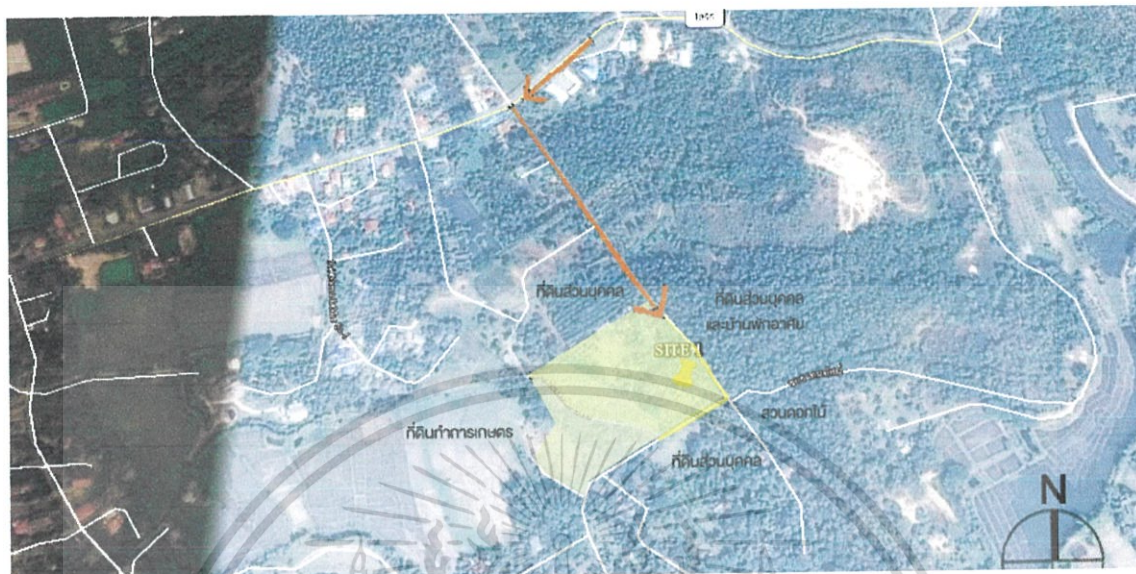 ที่ดินส่วนบุคคล
ที่ดินส่วนบุคคล
และบ้านพักอาศัย
SITE 1
สวนดอกไม้
ที่ดินทำการเกษตร
ที่ดินส่วนบุคคล
N